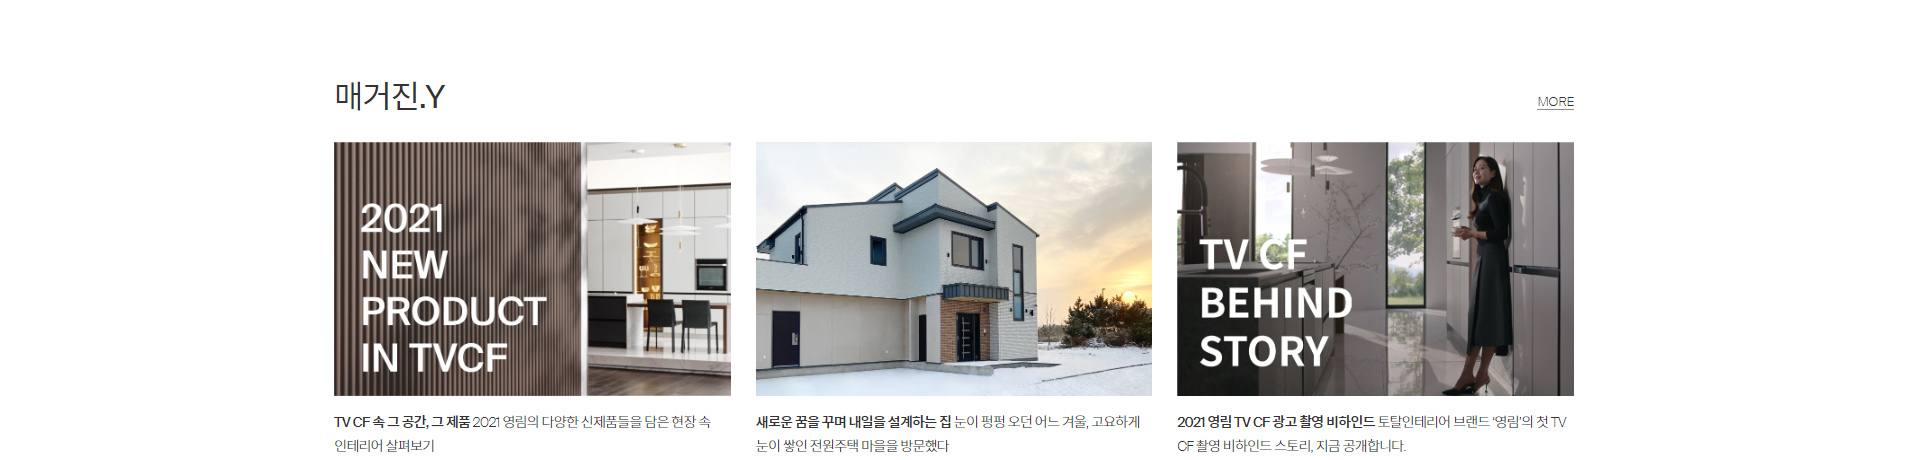 매거진.Y
MORE
2021
NEW
PRODUCT
IN TVCF
TV CF
BEHIND
STORY
TV CF 속 그 공간, 그 제품 2021 영림의 다양한 신제품들을 담은 현장 속
인테리어 살펴보기
새로운 꿈을 꾸며 내일을 설계하는 집 눈이 펑펑 오던 어느 겨울, 고요하게
눈이 쌓인 전원주택 마을을 방문했다
2021 영림 TV CF 광고 촬영 비하인드 토탈인테리어 브랜드 ‘영림’의 첫 TV
CF 촬영 비하인드 스토리, 지금 공개합니다.